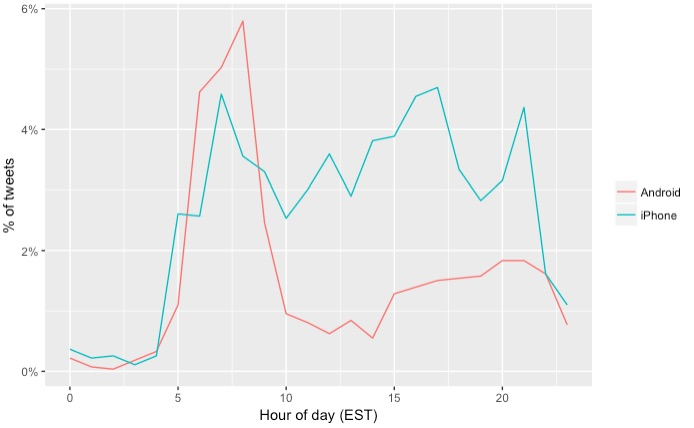 6%
4%
2%
0%
% of tweets
0 5 10 15 20
Hour of day (EST)
Android
iPhone